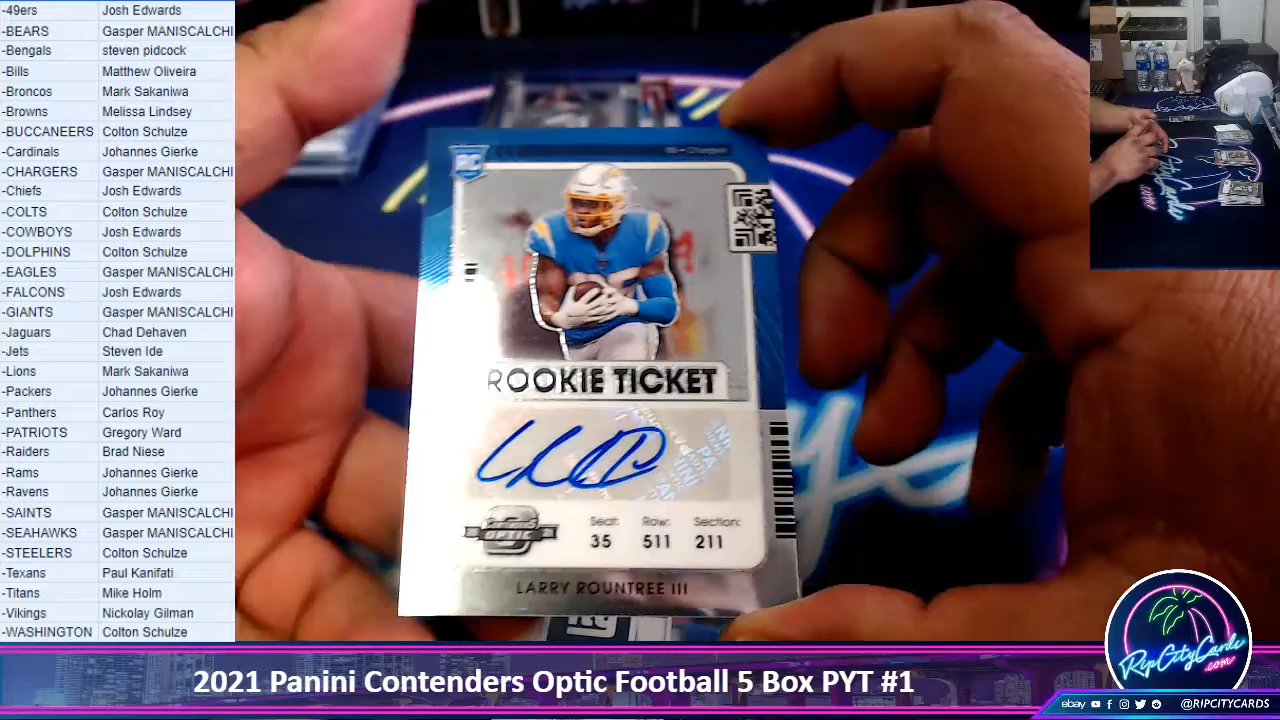 -49ers Josh Edwards
-BEARS Gasper MANISCALCHI
-Bengals steven pidcock
-Bills Matthew Oliveira
-Broncos Mark Sakaniwa
-Browns Melissa Lindsey
-BUCCANEERS Colton Schulze
-Cardinals Johannes Gierke
-CHARGERS Gasper MANISCALCHI
-Chiefs Josh Edwards
-COLTS Colton Schulze
-COWBOYS Josh Edwards
-DOLPHINS Colton Schulze
-EAGLES Gasper MANISCALCHI
-FALCONS Josh Edwards
-GIANTS Gasper MANISCALCHI
-Jaguars Chad Dehaven
-Jets Steven Ide
-Lions Mark Sakaniwa
-Packers Johannes Gierke
-Panthers Carlos Roy
-PATRIOTS Gregory Ward
-Raiders Brad Niese
-Rams Johannes Gierke
-Ravens Johannes Gierke
-SAINTS Gasper MANISCALCHI
-SEAHAWKS Gasper MANISCALCHI
-STEELERS Colton Schulze
-Texans Paul Kanifati
-Titans Mike Holm
-Vikings Nickolay Gilman
-WASHINGTON Colton Schulze
RC
ROOKIE TICKET
OPTIC
Seat: Row: Section:
35 511 211
LARRY ROUNTREE III
RipCityCards
.com
2021 Panini Contenders Optic Football 5 Box PYT #1
ebay @RIPCITYCARDS